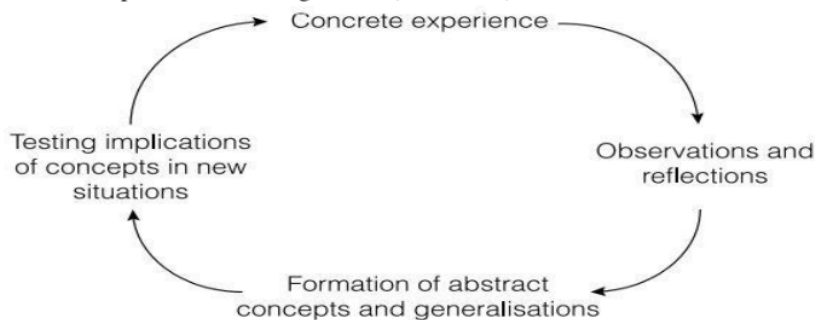 Concrete experience
Observations and
reflections
Formation of abstract
concepts and generalisations
Testing implications
of concepts in new
situations